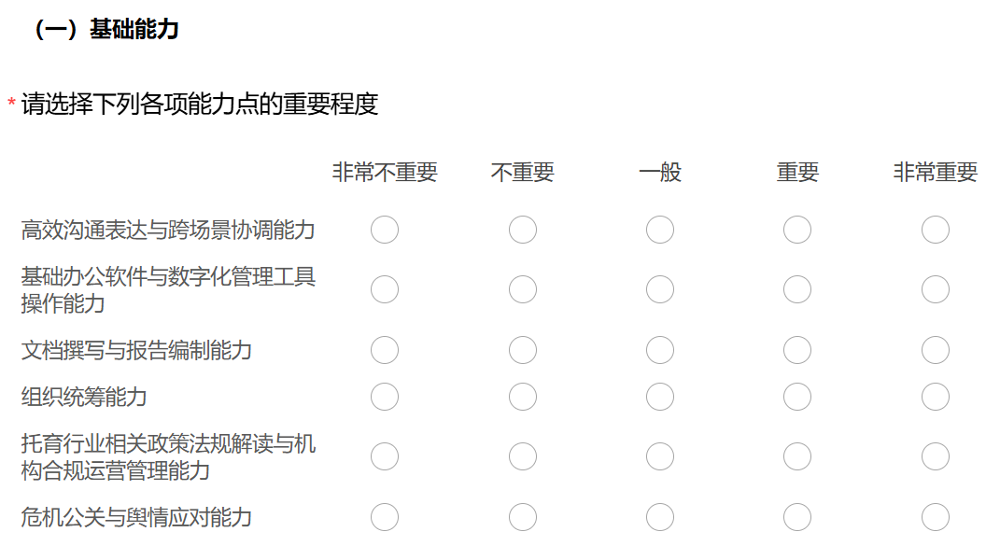 （一）基础能力
* 请选择下列各项能力点的重要程度
非常不重要 不重要 一般 重要 非常重要
高效沟通表达与跨场景协调能力
基础办公软件与数字化管理工具
操作能力
文档撰写与报告编制能力
组织统筹能力
托育行业相关政策法规解读与机
构合规运营管理能力
危机公关与舆情应对能力